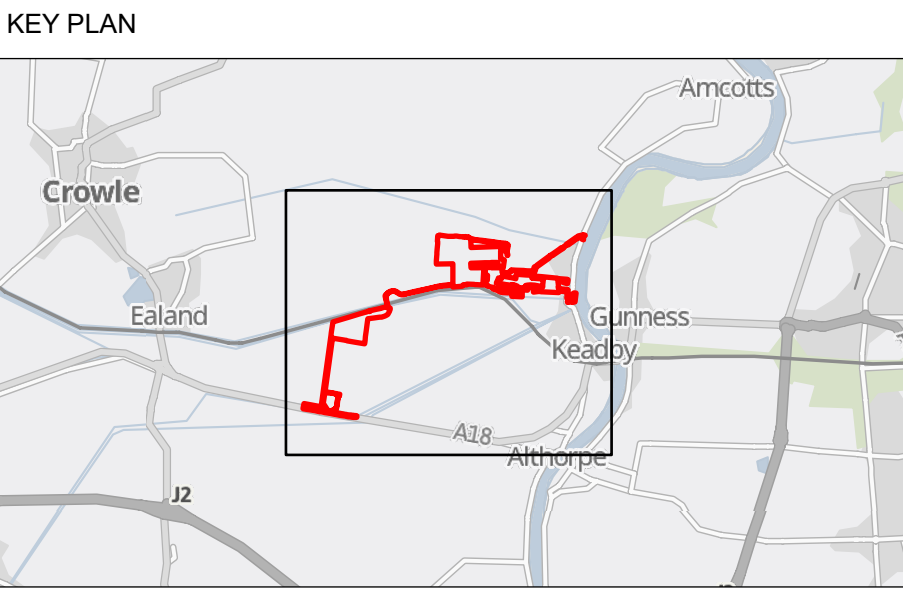 KEY PLAN
Amcotts
Crowle
Ealand
Gunness
Keadby
A18
Althorpe
J2